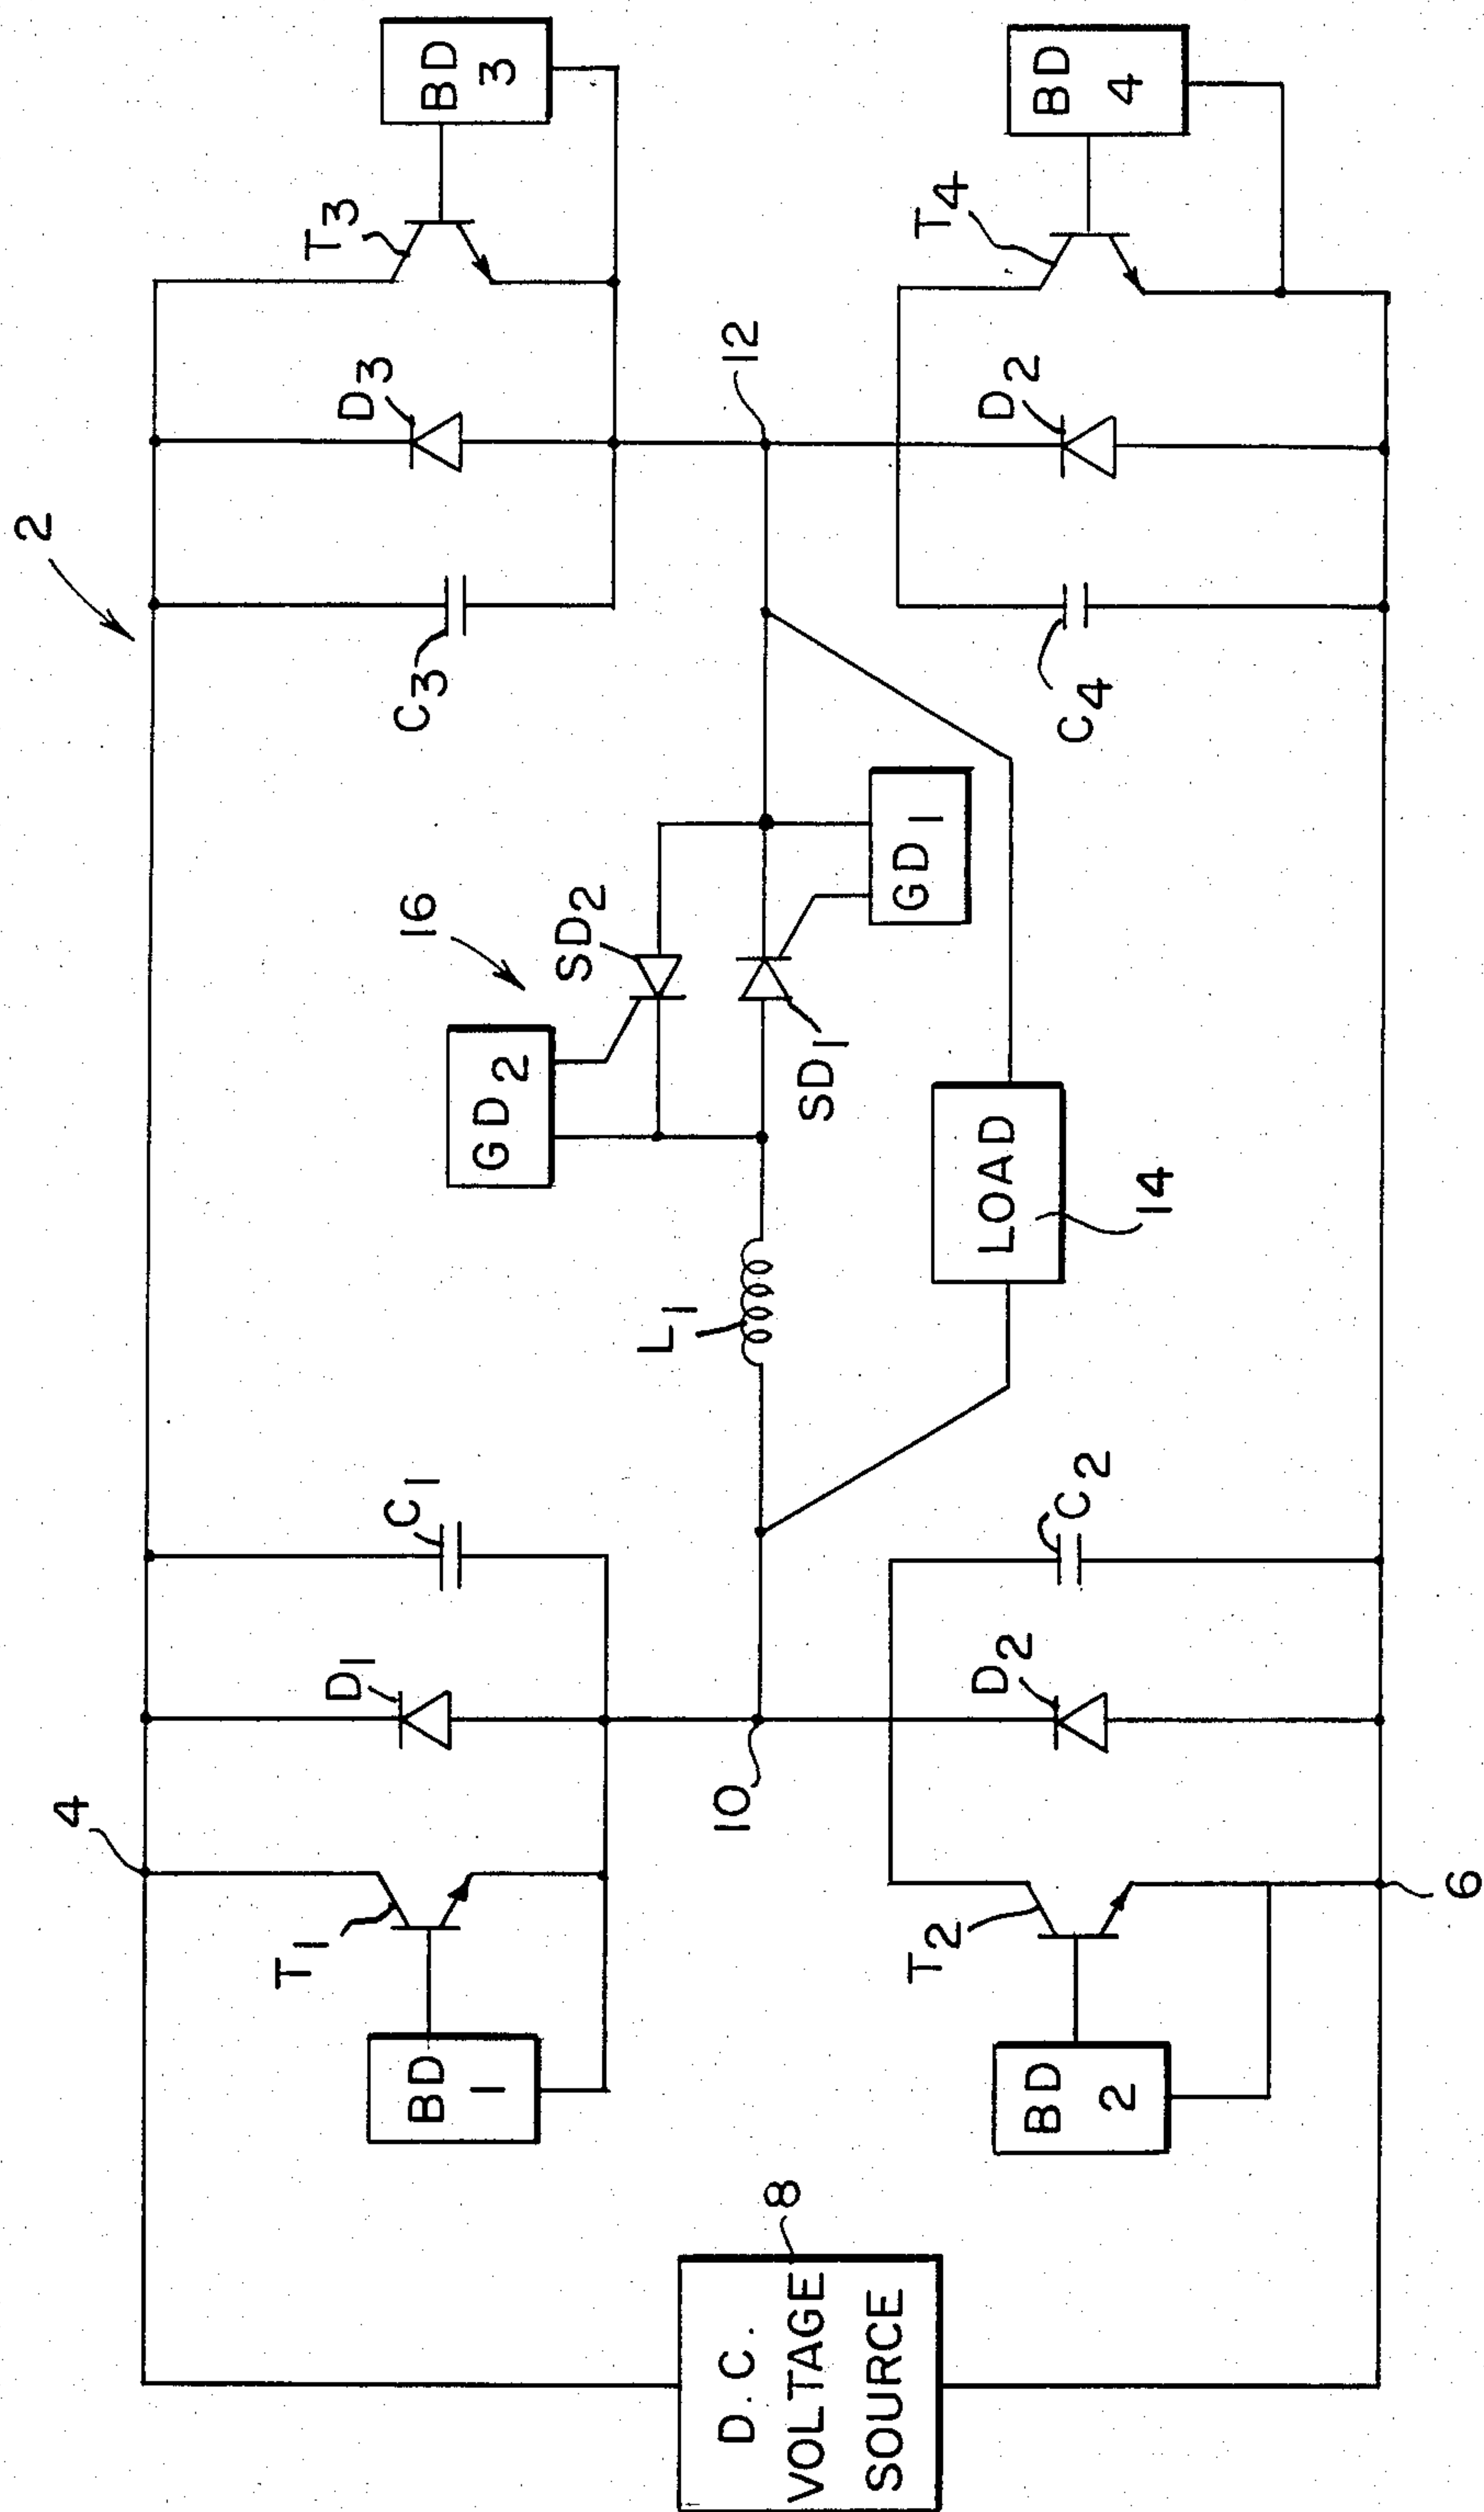 2
4
T1
BD
1
D1
C1
C3
D3
T3
BD
3
16
GD2
SD2
L1
SD1
GD1
10
12
D.C.
VOLTAGE
SOURCE
8
LOAD
14
T2
BD
2
D2
C2
C4
D2
T4
BD
4
6